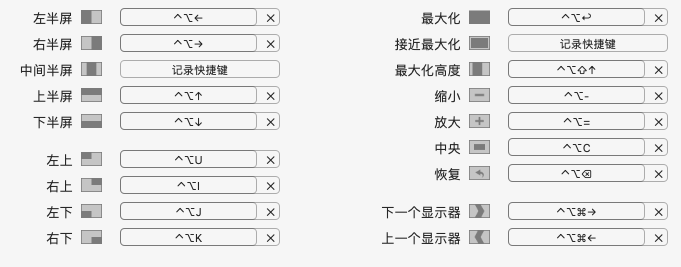 左半屏 ^⌥← ×
右半屏 ^⌥→ ×
中间半屏 记录快捷键
上半屏 ^⌥↑ ×
下半屏 ^⌥↓ ×
左上 ^⌥U ×
右上 ^⌥I ×
左下 ^⌥J ×
右下 ^⌥K ×
最大化 ^⌥↩ ×
接近最大化 记录快捷键
最大化高度 ^⌥⇧↑ ×
缩小 ^⌥- ×
放大 ^⌥= ×
中央 ^⌥C ×
恢复 ^⌥⌫ ×
下一个显示器 ^⌥⌘→ ×
上一个显示器 ^⌥⌘← ×